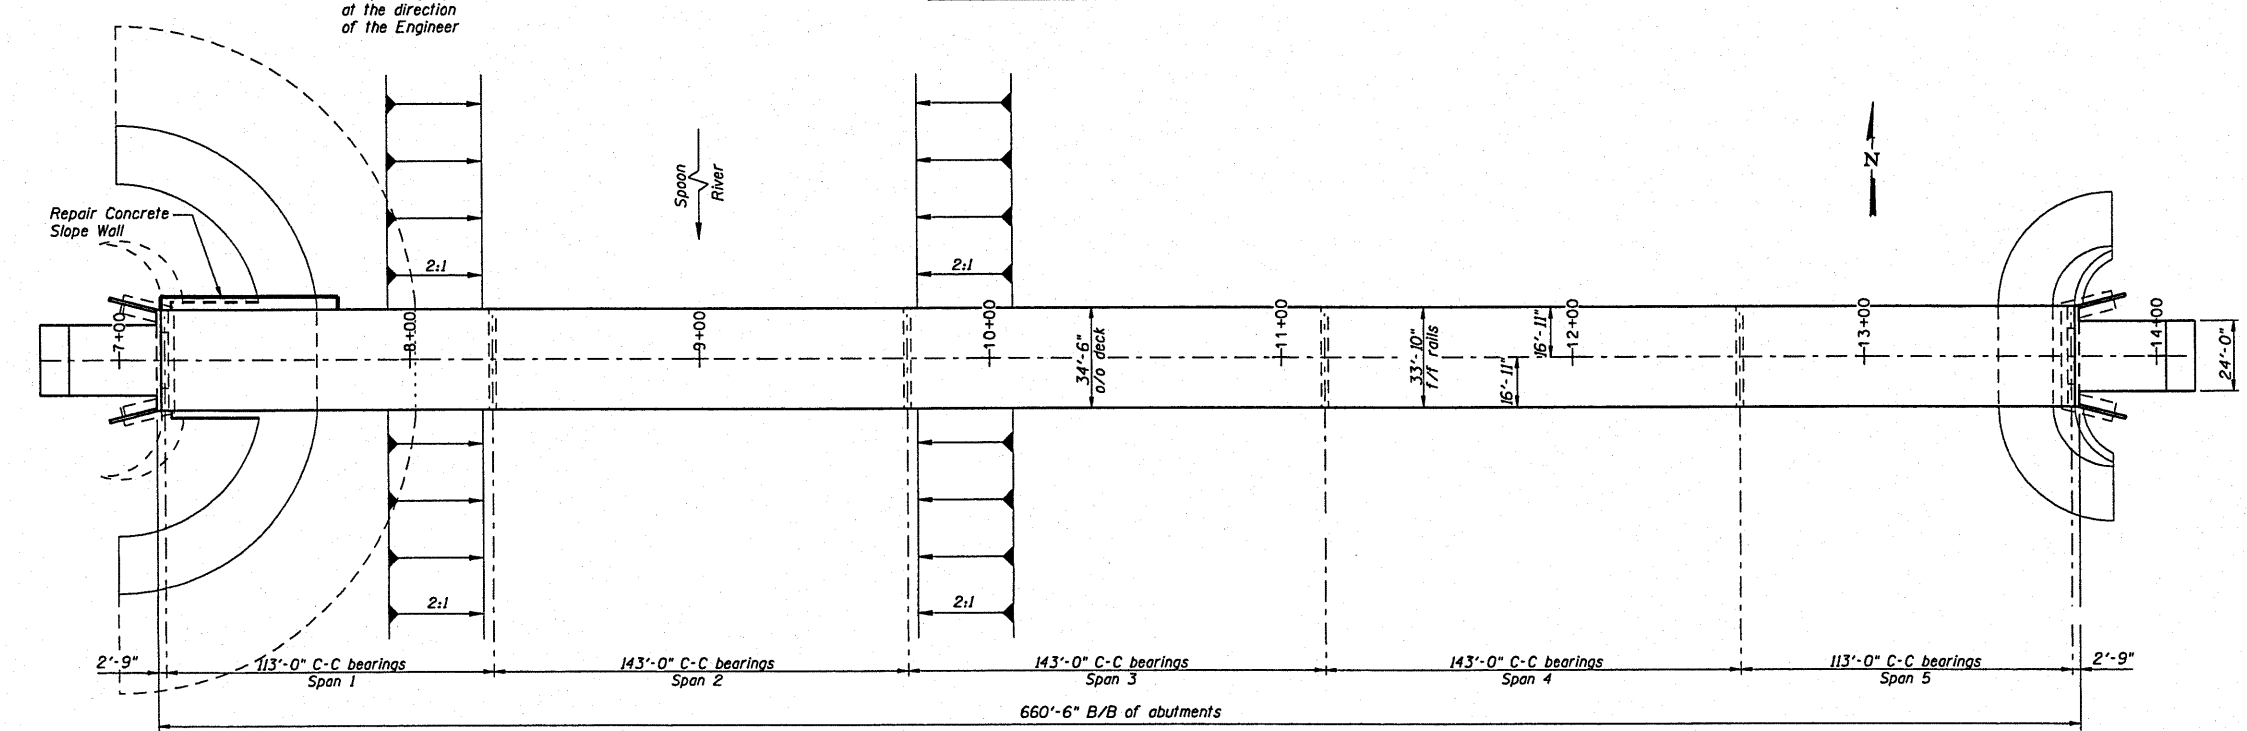 at the direction
of the Engineer
Spoon
River
N
Repair Concrete
Slope Wall
2:1
2:1
7+00
8+00
9+00
10+00
11+00
12+00
13+00
14+00
34'-6"
o/o deck
33'-10"
f/f rails
16'-11"
16'-11"
24'-0"
2:1
2:1
2'-9"
113'-0" C-C bearings
Span 1
143'-0" C-C bearings
Span 2
143'-0" C-C bearings
Span 3
143'-0" C-C bearings
Span 4
113'-0" C-C bearings
Span 5
2'-9"
660'-6" B/B of abutments